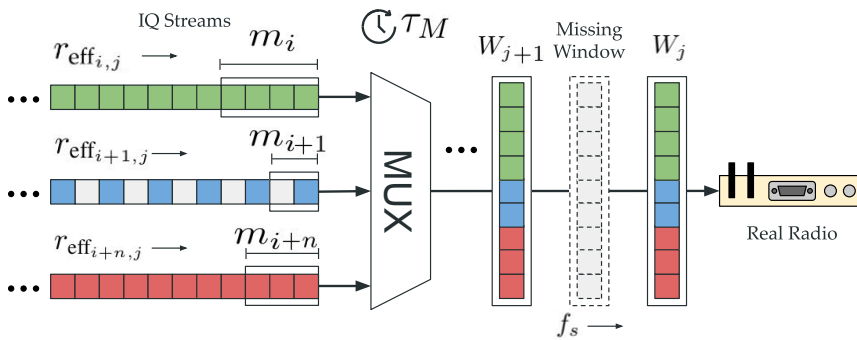 IQ Streams
τ_M
r_{eff_{i,j}}
m_i
W_{j+1}
Missing
Window
W_j
...
r_{eff_{i+1,j}}
m_{i+1}
...
MUX
...
r_{eff_{i+n,j}}
m_{i+n}
Real Radio
...
f_s